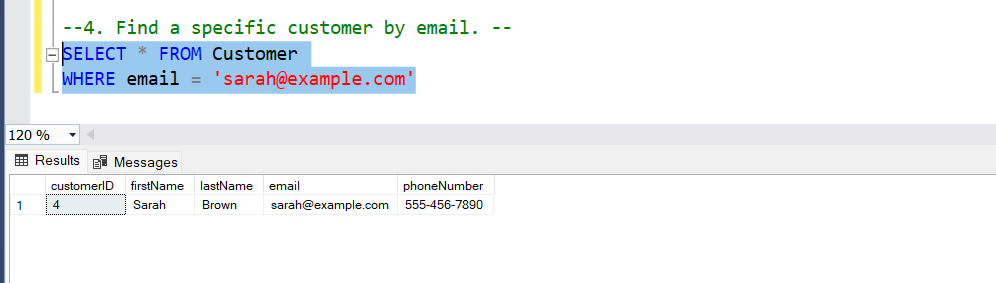 --4. Find a specific customer by email. --
SELECT * FROM Customer
WHERE email = 'sarah@example.com'
120 %
Results Messages
customerID firstName lastName email phoneNumber
1 4 Sarah Brown sarah@example.com 555-456-7890